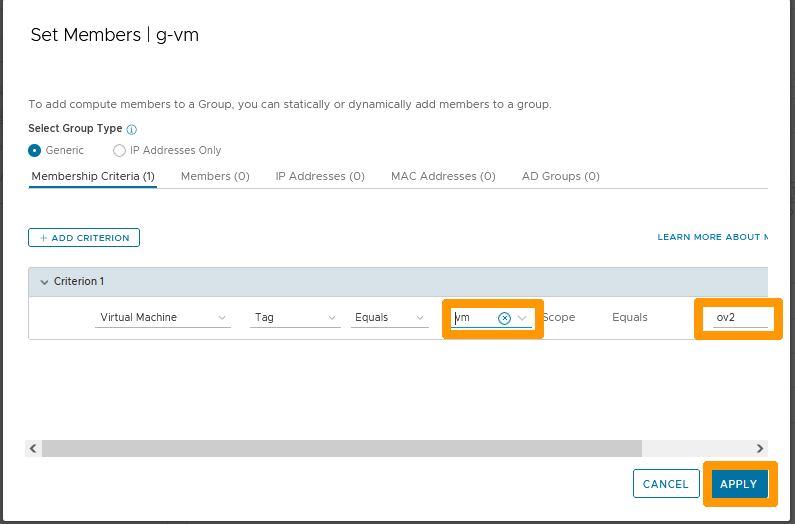 Set Members | g-vm
To add compute members to a Group, you can statically or dynamically add members to a group.
Select Group Type
Generic IP Addresses Only
Membership Criteria (1) Members (0) IP Addresses (0) MAC Addresses (0) AD Groups (0)
+ ADD CRITERION LEARN MORE ABOUT M
Criterion 1
Virtual Machine Tag Equals vm Scope Equals ov2
CANCEL APPLY